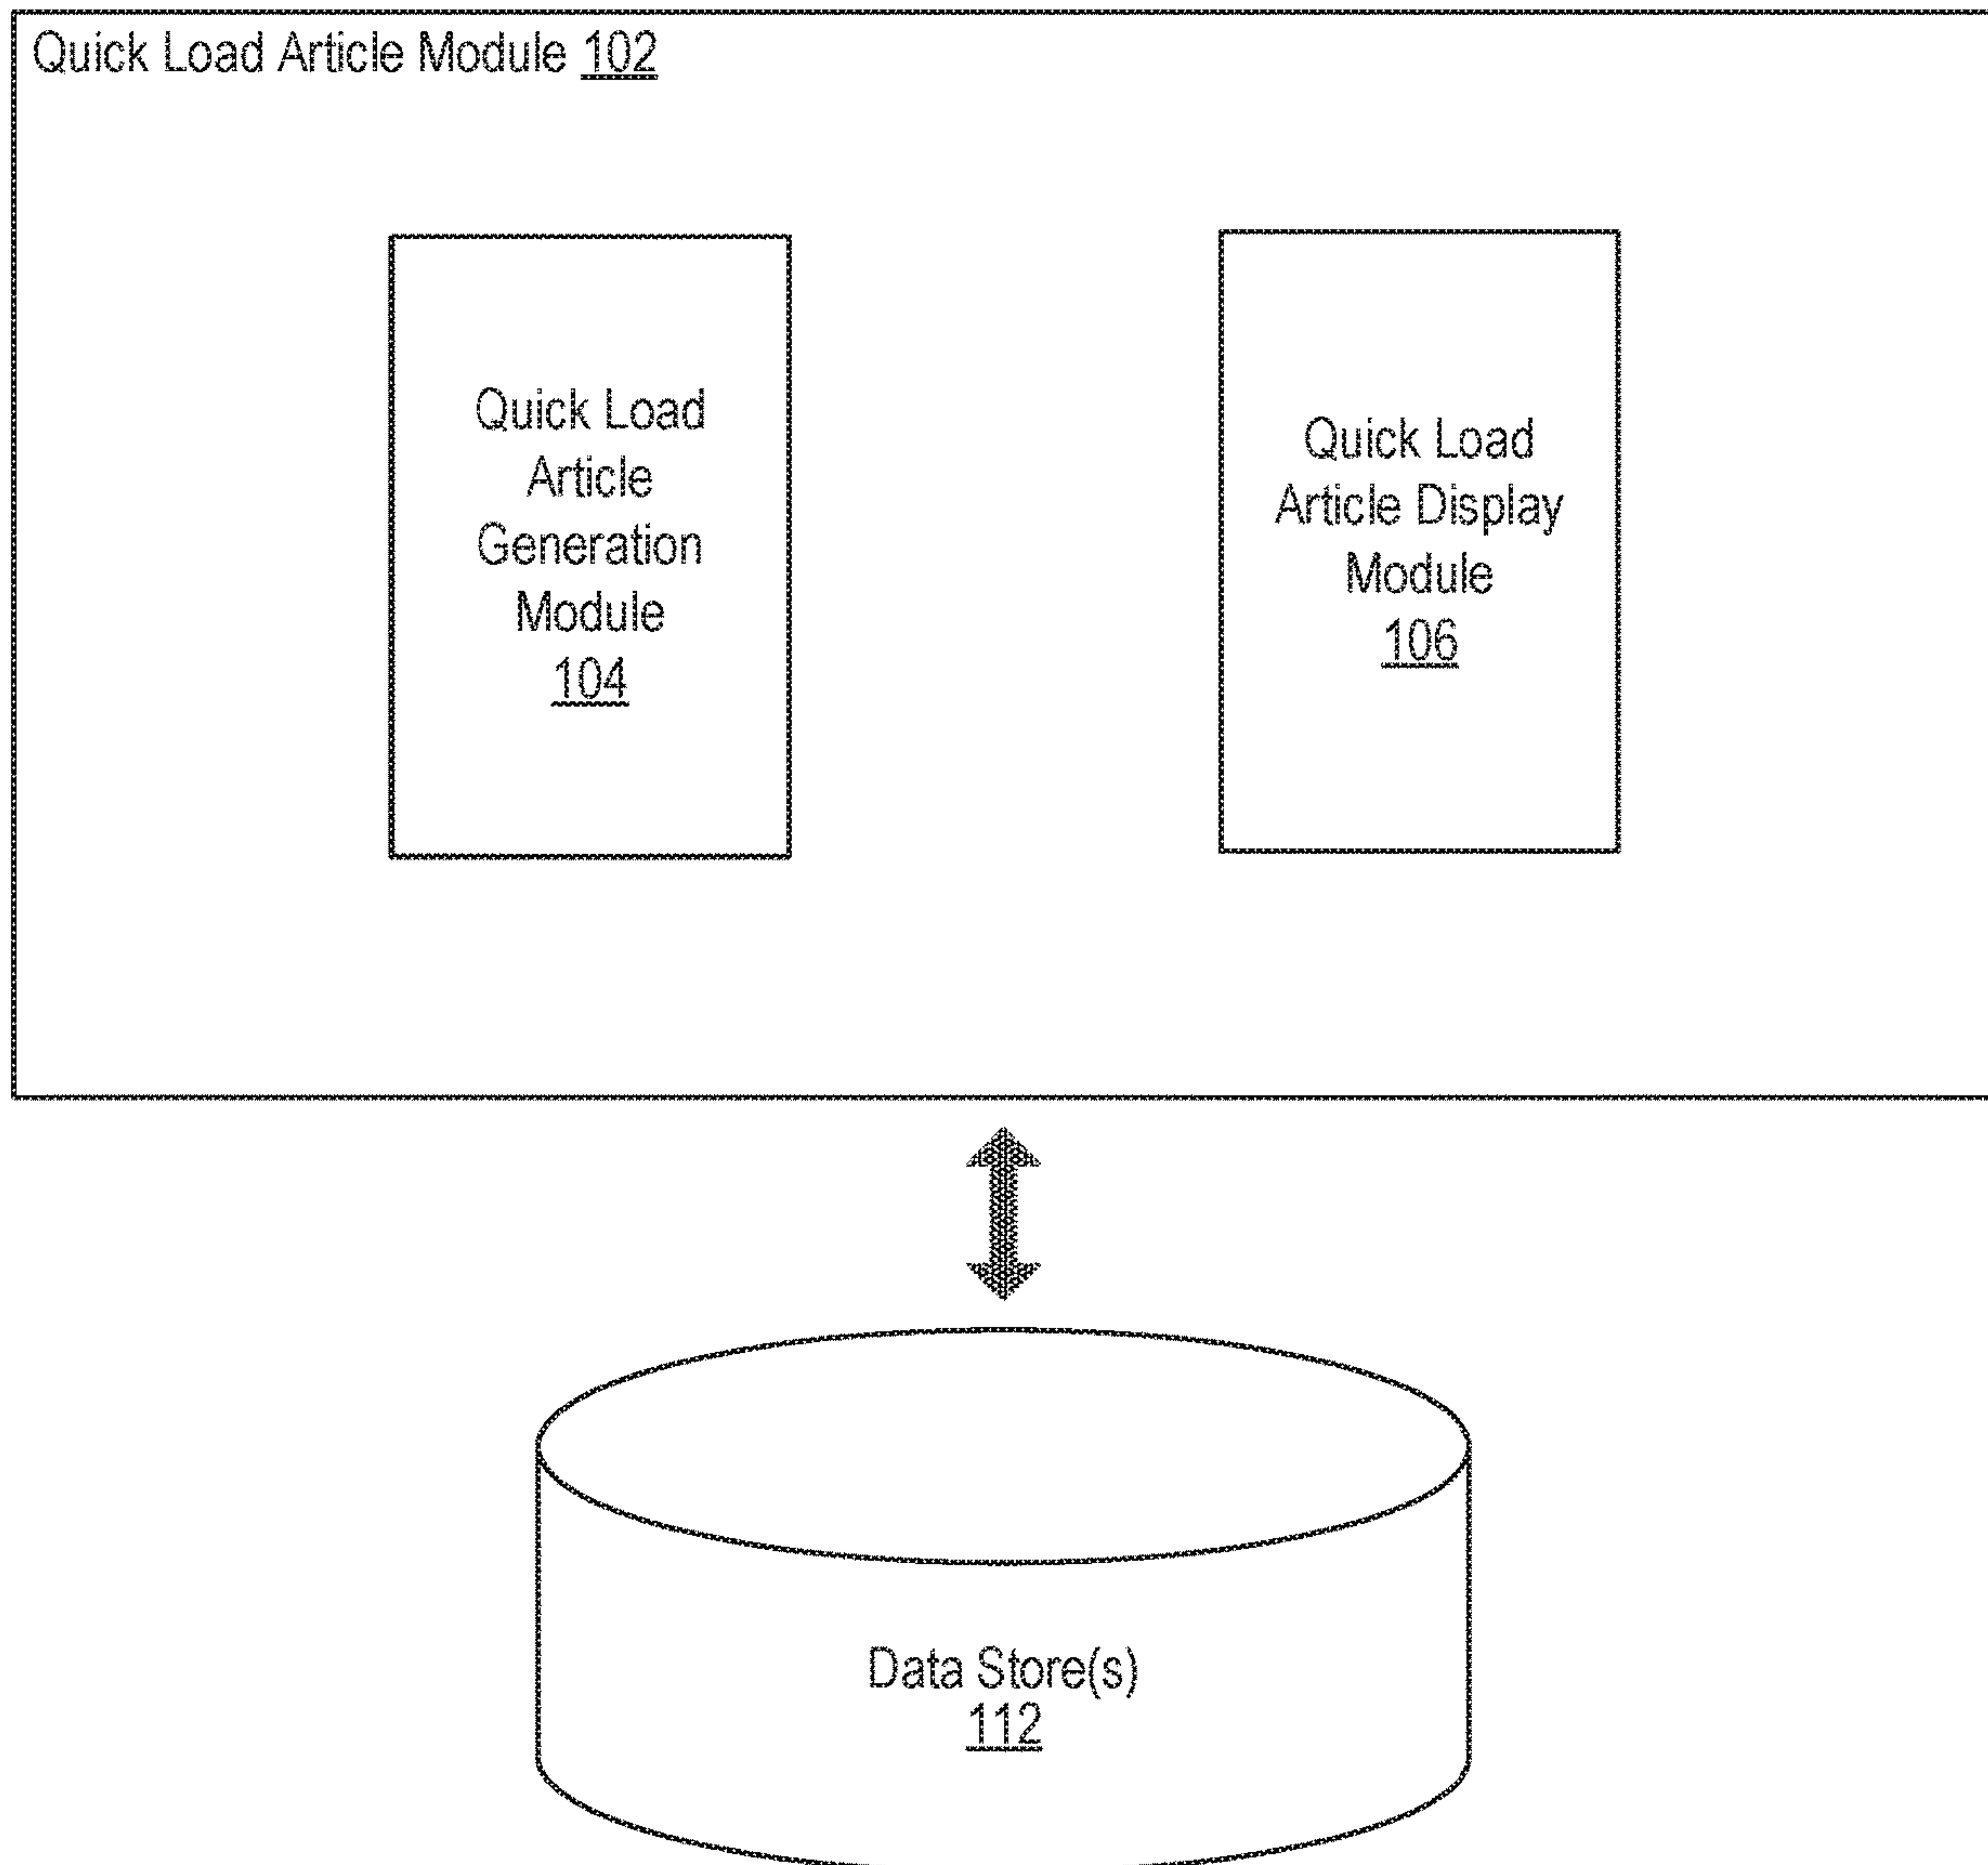 Quick Load Article Module 102
Quick Load
Article
Generation
Module
104
Quick Load
Article Display
Module
106
Data Store(s)
112